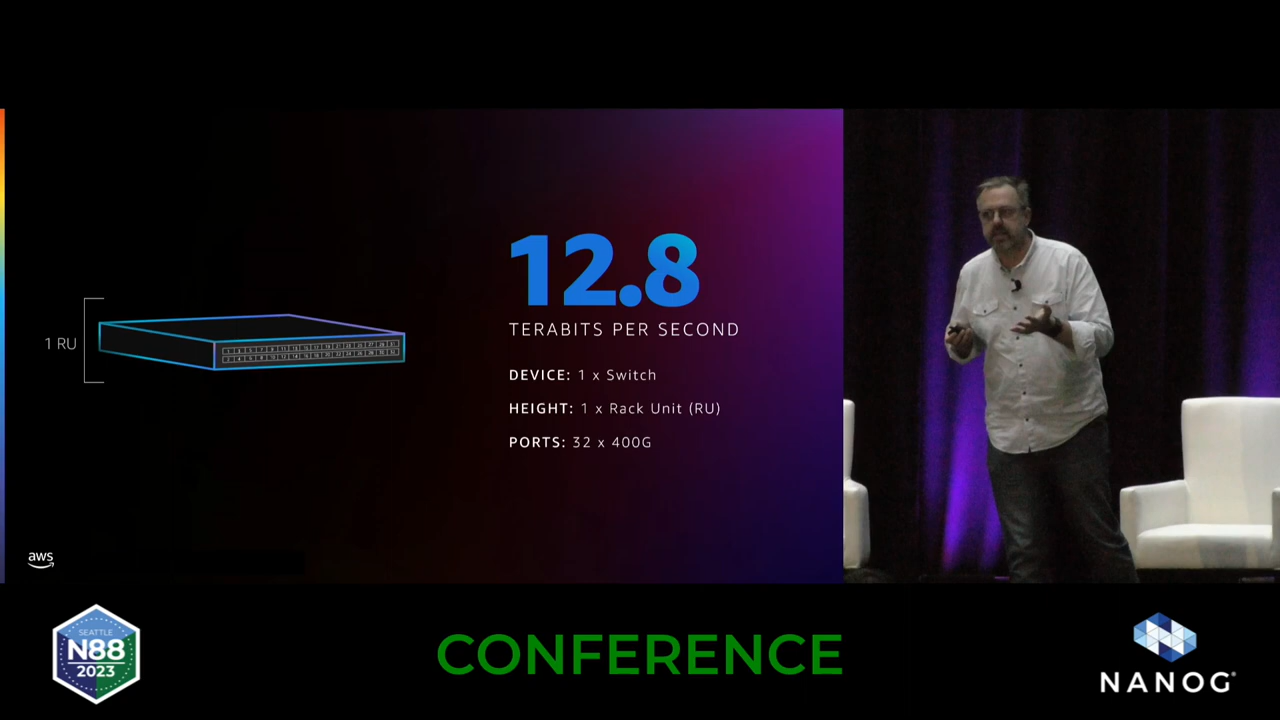 12.8
TERABITS PER SECOND
1 RU
DEVICE: 1 x Switch
HEIGHT: 1 x Rack Unit (RU)
PORTS: 32 x 400G
aws
SEATTLE
N88
2023
CONFERENCE
NANOG®